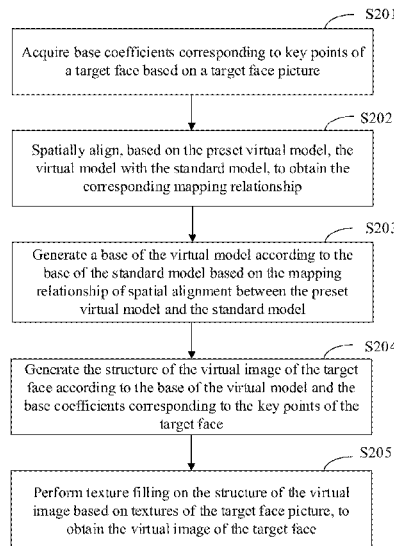 S201
Acquire base coefficients corresponding to key points of
a target face based on a target face picture
S202
Spatially align, based on the preset virtual model, the
virtual model with the standard model, to obtain the
corresponding mapping relationship
S203
Generate a base of the virtual model according to the
base of the standard model based on the mapping
relationship of spatial alignment between the preset
virtual model and the standard model
S204
Generate the structure of the virtual image of the target
face according to the base of the virtual model and the
base coefficients corresponding to the key points of the
target face
S205
Perform texture filling on the structure of the virtual
image based on textures of the target face picture, to
obtain the virtual image of the target face